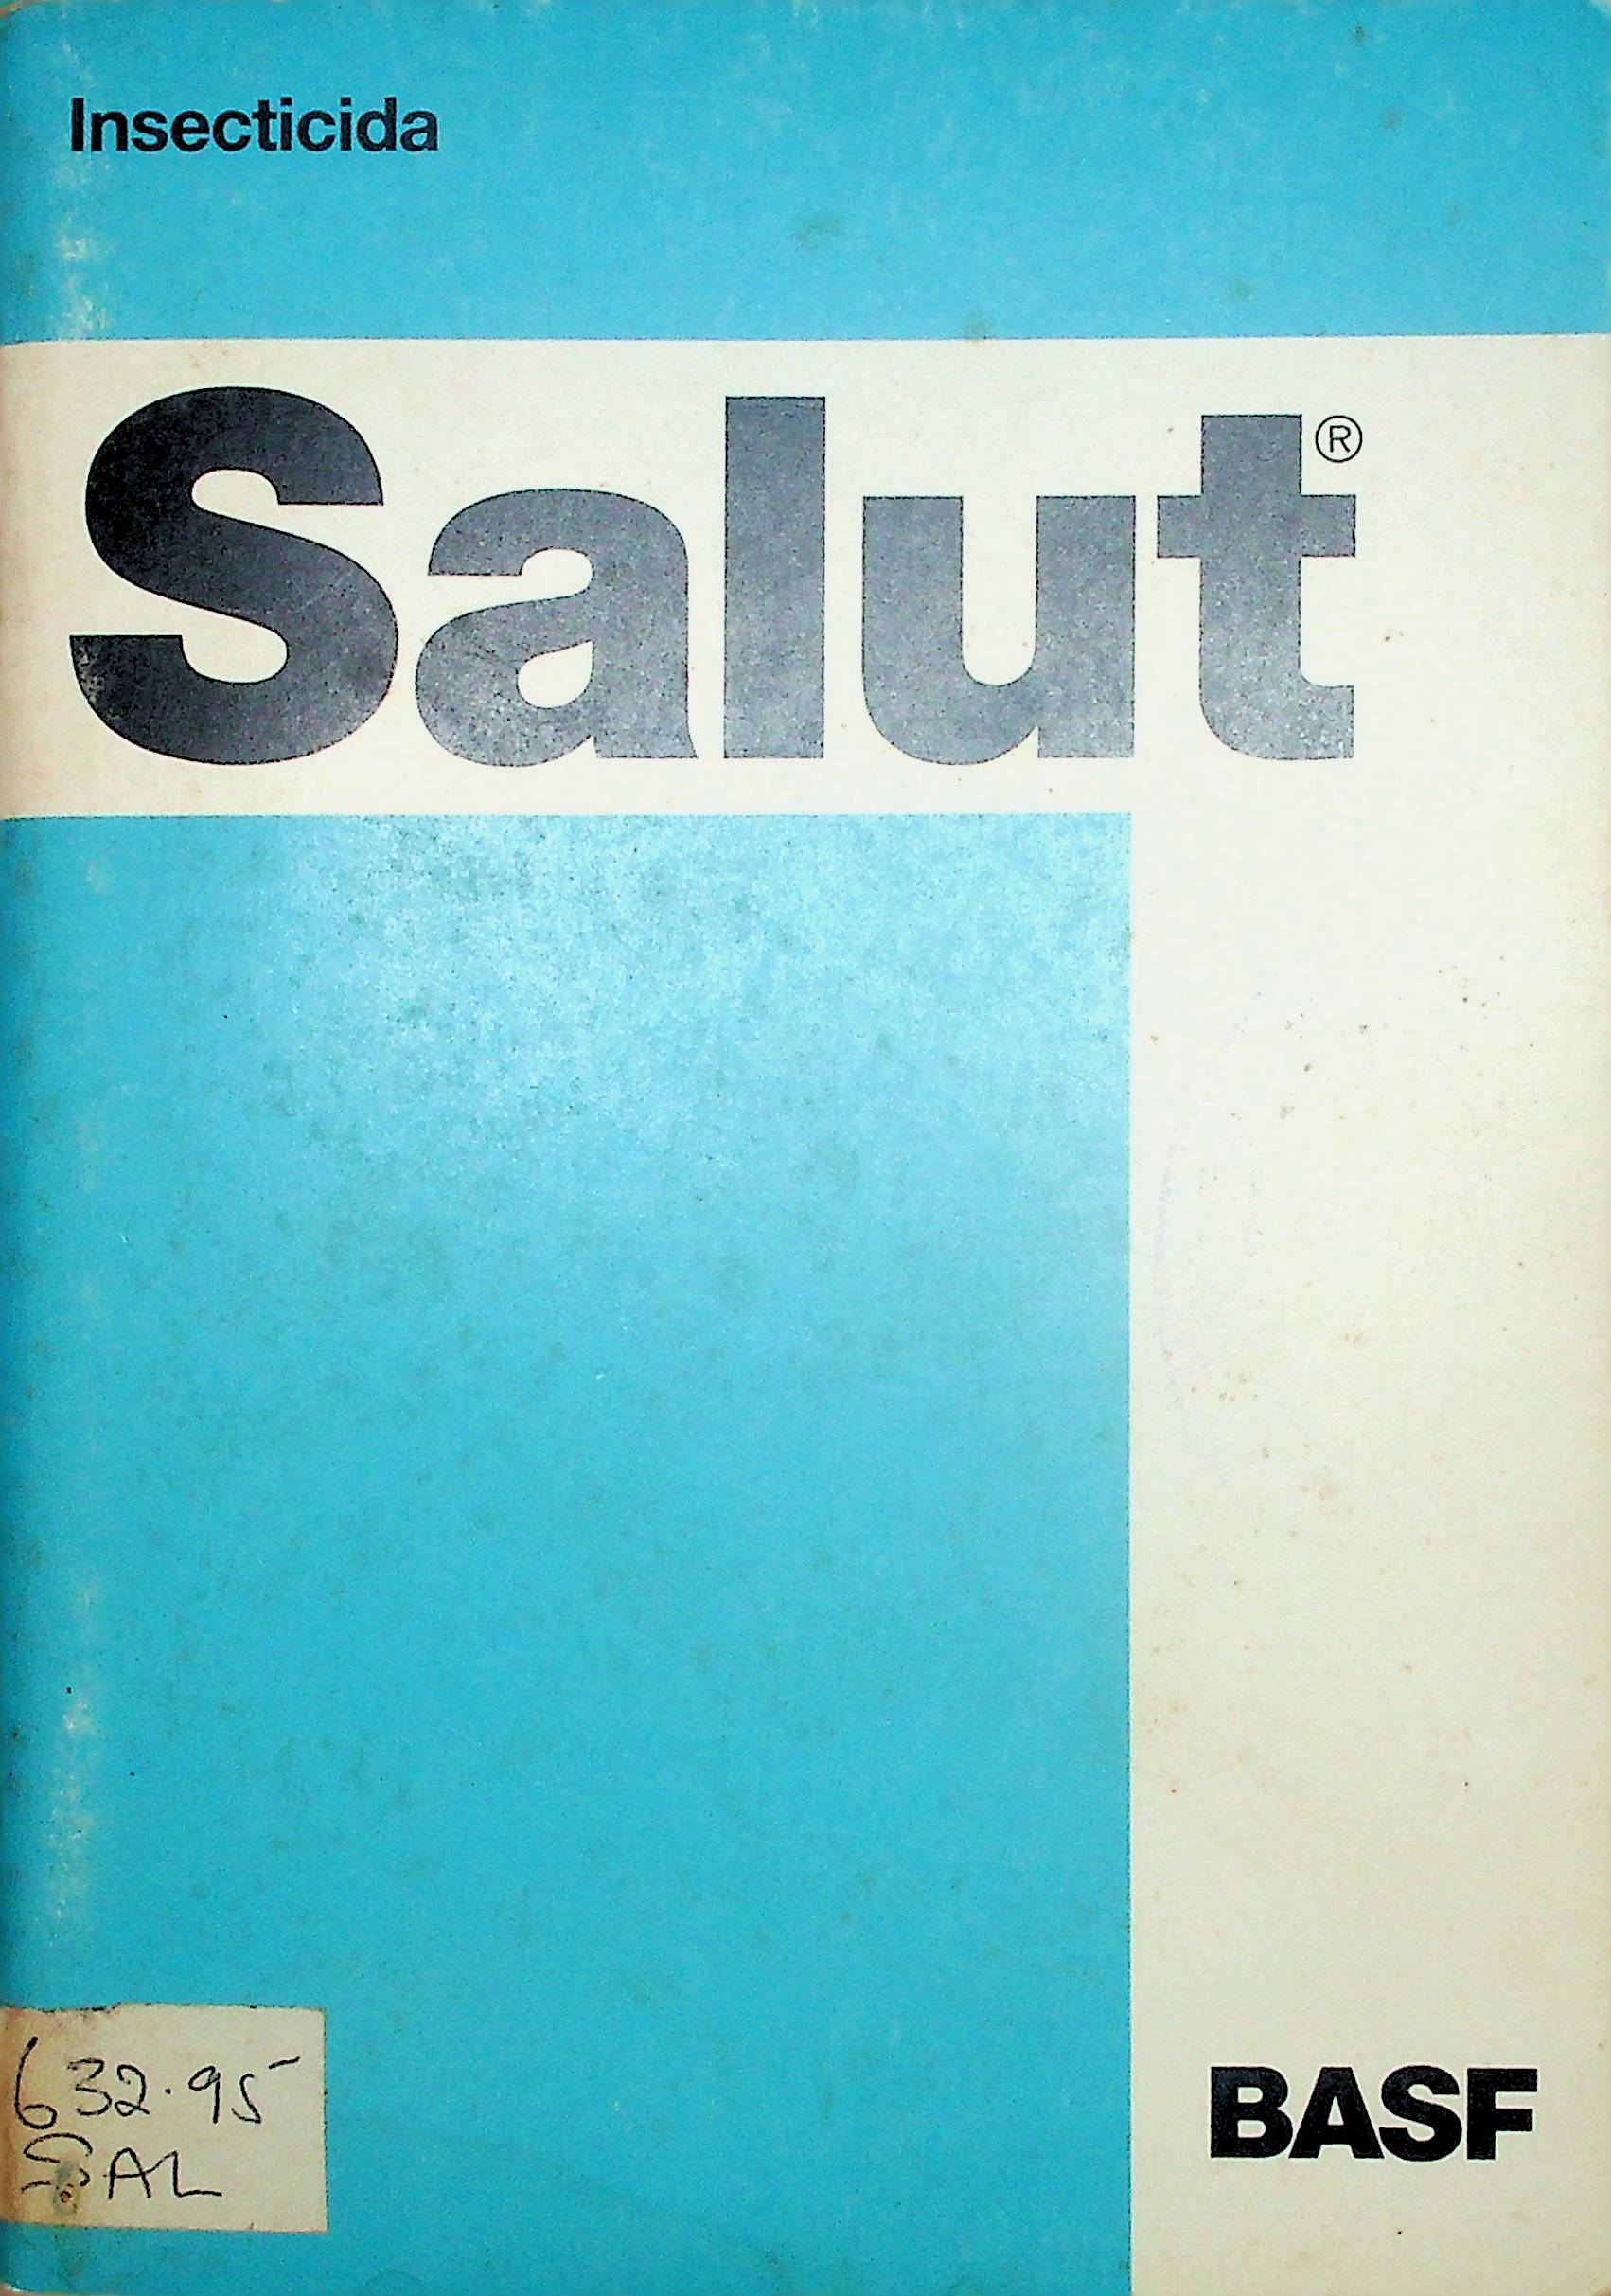 Insecticida
Salut®
632.95
SAL
BASF